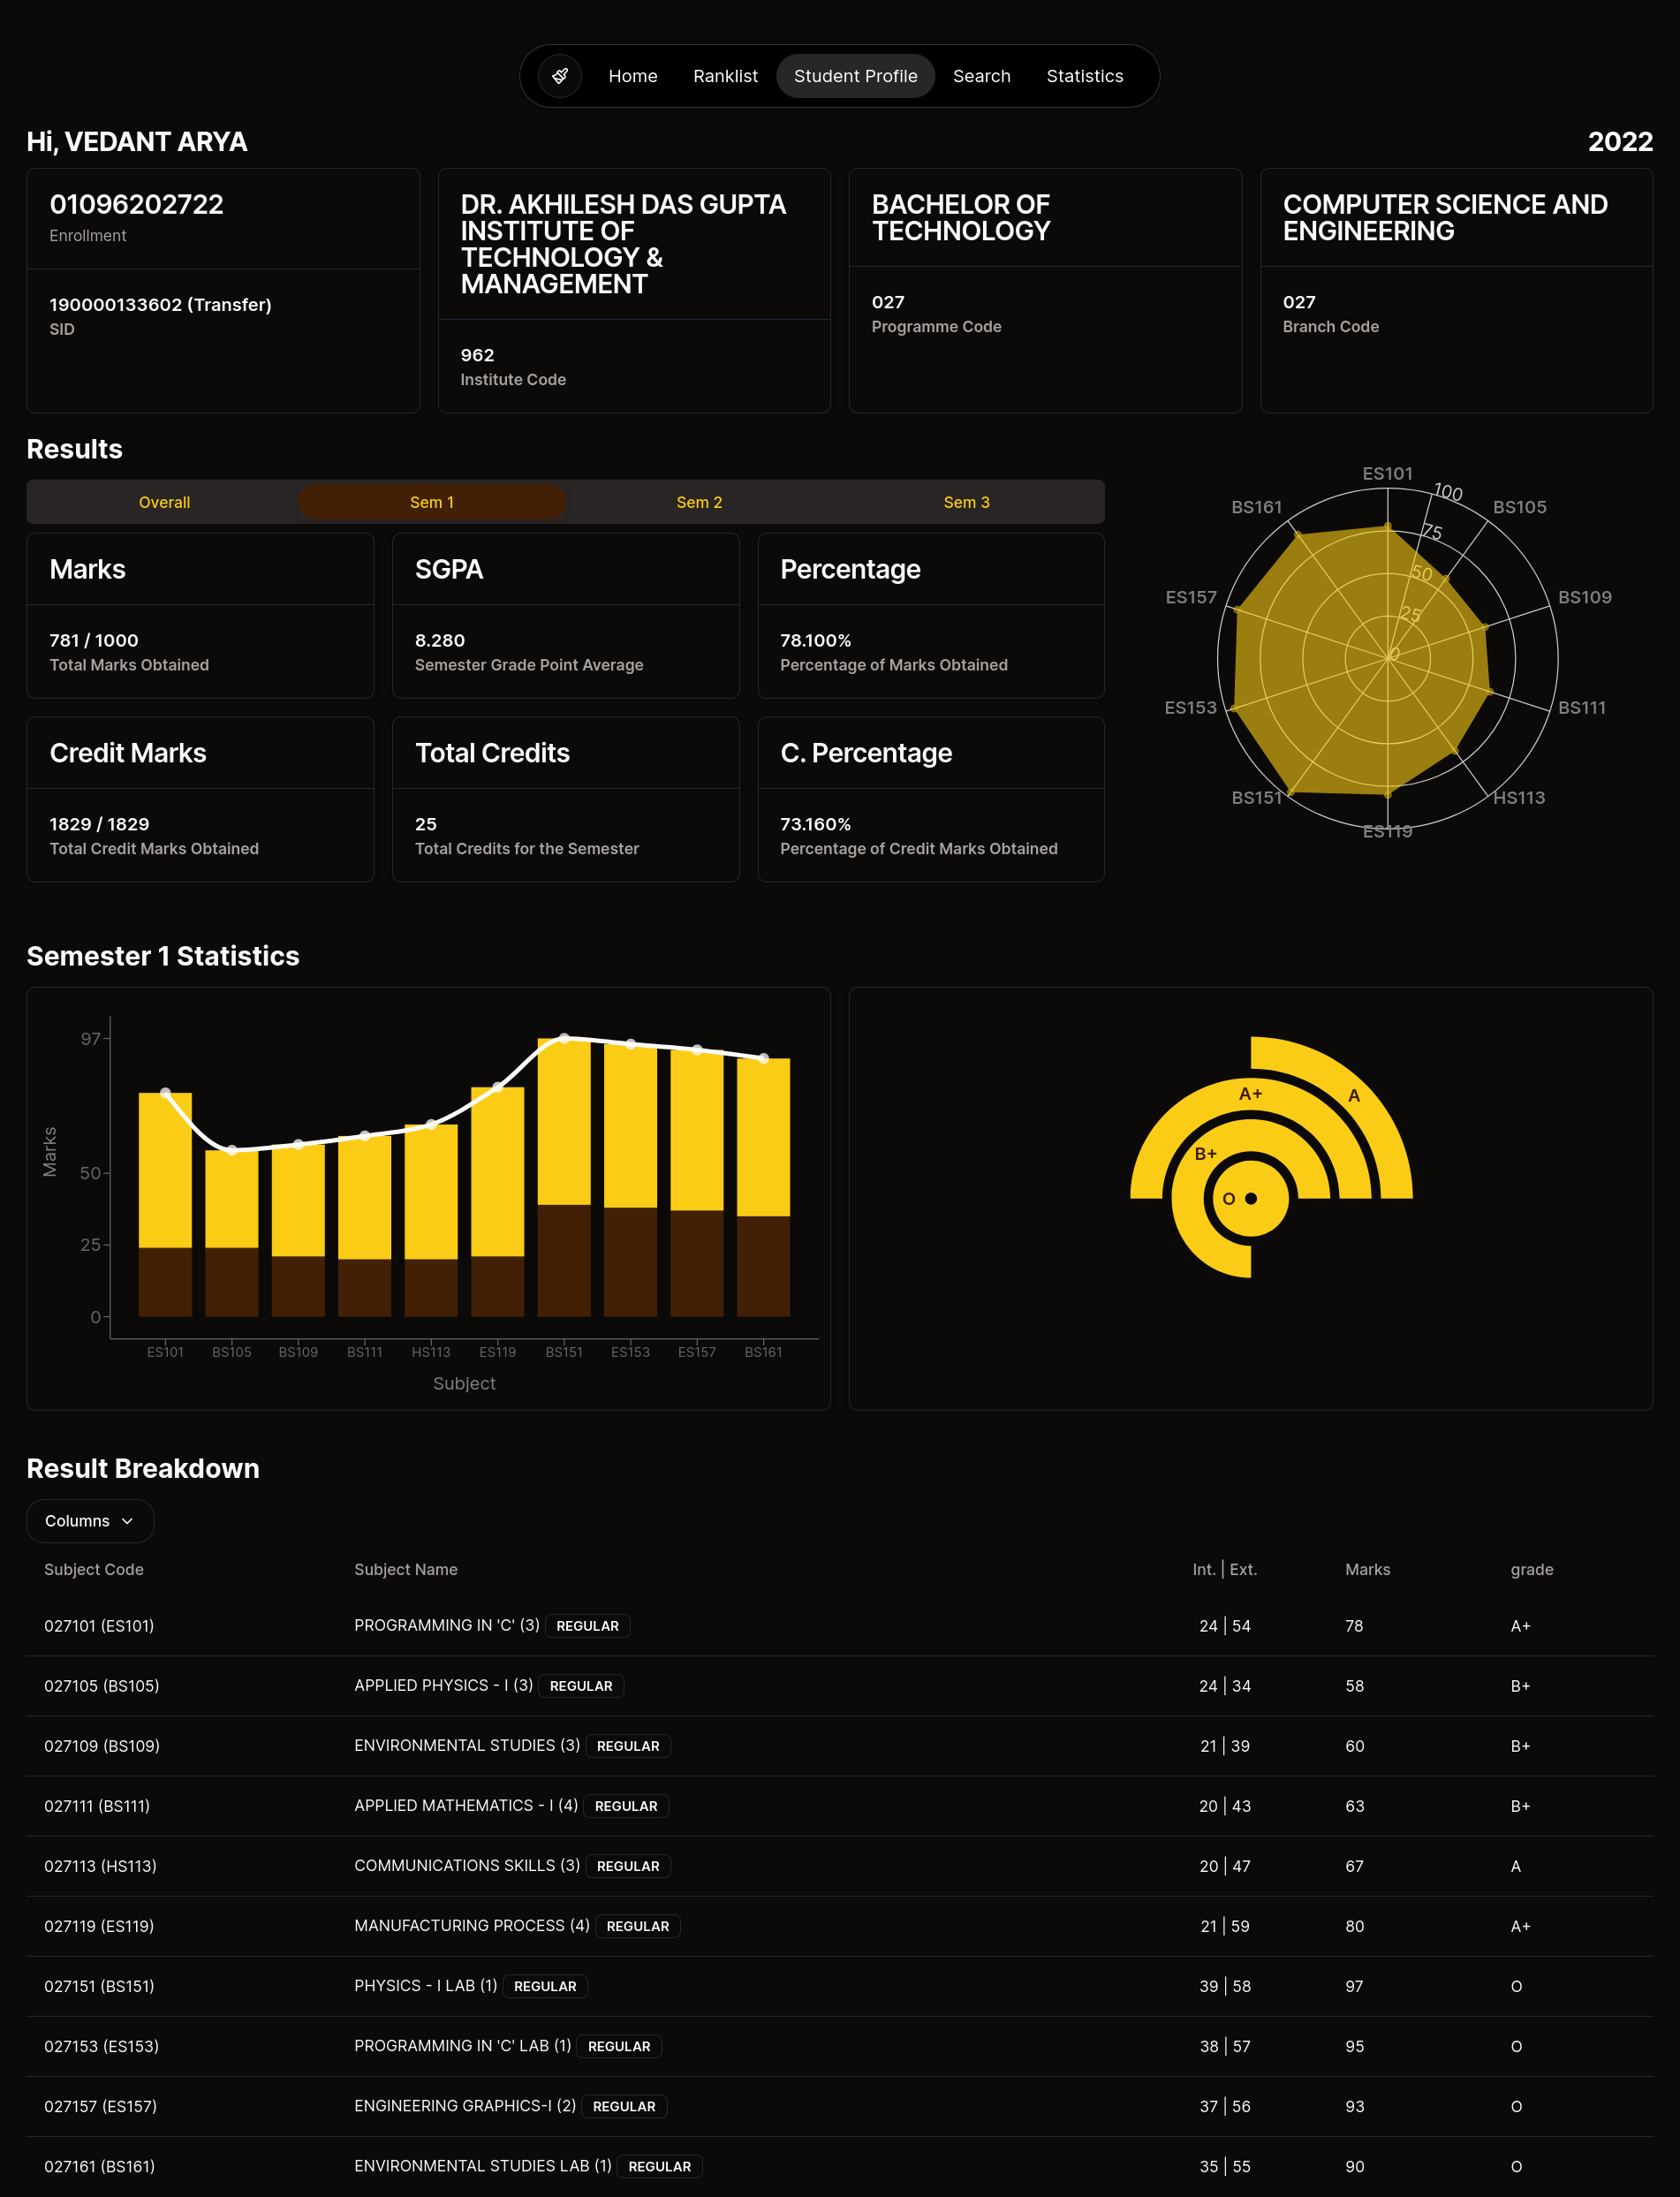 Home Ranklist Student Profile Search Statistics
Hi, VEDANT ARYA
2022
01096202722
Enrollment
190000133602 (Transfer)
SID
DR. AKHILESH DAS GUPTA
INSTITUTE OF
TECHNOLOGY &
MANAGEMENT
962
Institute Code
BACHELOR OF
TECHNOLOGY
027
Programme Code
COMPUTER SCIENCE AND
ENGINEERING
027
Branch Code
Results
Overall Sem 1 Sem 2 Sem 3
Marks
781 / 1000
Total Marks Obtained
SGPA
8.280
Semester Grade Point Average
Percentage
78.100%
Percentage of Marks Obtained
Credit Marks
1829 / 1829
Total Credit Marks Obtained
Total Credits
25
Total Credits for the Semester
C. Percentage
73.160%
Percentage of Credit Marks Obtained
ES101
BS105
BS109
BS111
HS113
ES119
BS151
ES153
ES157
BS161
100
75
50
25
0
Semester 1 Statistics
Marks
97
50
25
0
ES101 BS105 BS109 BS111 HS113 ES119 BS151 ES153 ES157 BS161
Subject
A+
A
B+
O
Result Breakdown
Columns
Subject Code Subject Name Int. | Ext. Marks grade
027101 (ES101) PROGRAMMING IN 'C' (3) REGULAR 24 | 54 78 A+
027105 (BS105) APPLIED PHYSICS - I (3) REGULAR 24 | 34 58 B+
027109 (BS109) ENVIRONMENTAL STUDIES (3) REGULAR 21 | 39 60 B+
027111 (BS111) APPLIED MATHEMATICS - I (4) REGULAR 20 | 43 63 B+
027113 (HS113) COMMUNICATIONS SKILLS (3) REGULAR 20 | 47 67 A
027119 (ES119) MANUFACTURING PROCESS (4) REGULAR 21 | 59 80 A+
027151 (BS151) PHYSICS - I LAB (1) REGULAR 39 | 58 97 O
027153 (ES153) PROGRAMMING IN 'C' LAB (1) REGULAR 38 | 57 95 O
027157 (ES157) ENGINEERING GRAPHICS-I (2) REGULAR 37 | 56 93 O
027161 (BS161) ENVIRONMENTAL STUDIES LAB (1) REGULAR 35 | 55 90 O